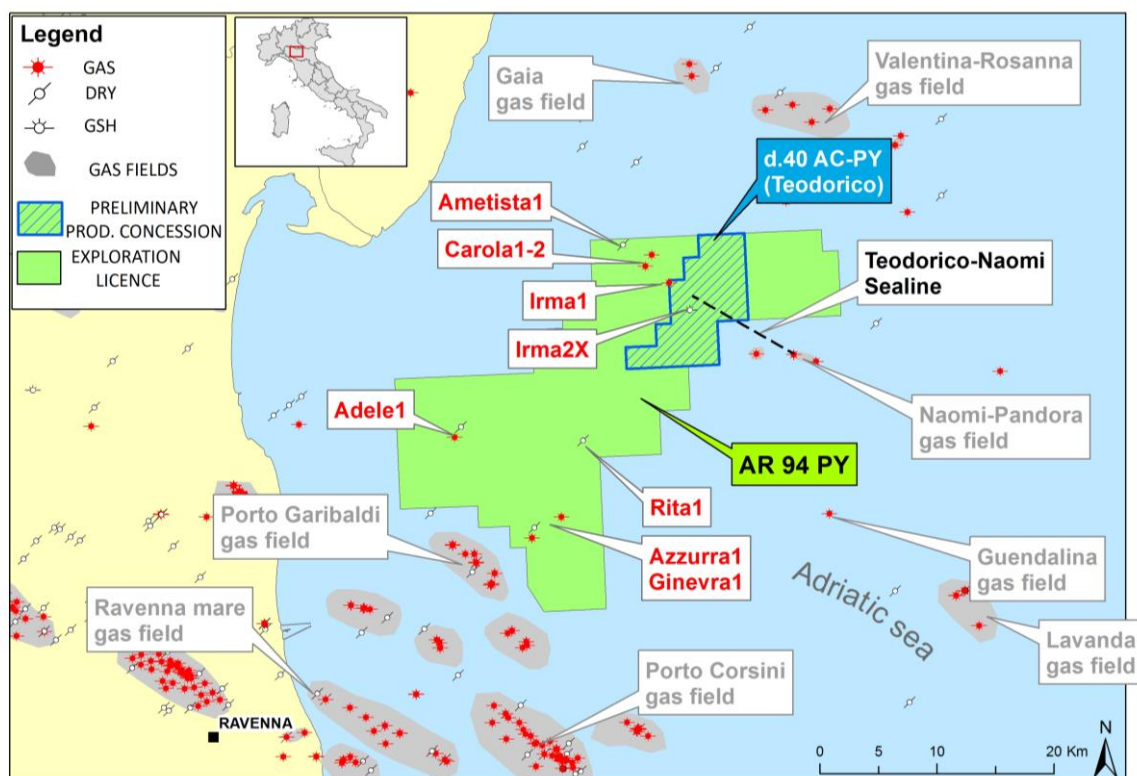 Legend
GAS
DRY
GSH
GAS FIELDS
PRELIMINARY
PROD. CONCESSION
EXPLORATION
LICENCE
Gaia
gas field
Valentina-Rosanna
gas field
d.40 AC-PY
(Teodorico)
Ametista1
Carola1-2
Irma1
Irma2X
Teodorico-Naomi
Sealine
Adele1
Naomi-Pandora
gas field
AR 94 PY
Rita1
Porto Garibaldi
gas field
Azzurra1
Ginevra1
Guendalina
gas field
Adriatic sea
Ravenna mare
gas field
Lavanda
gas field
Porto Corsini
gas field
RAVENNA
N
0 5 10 20 Km